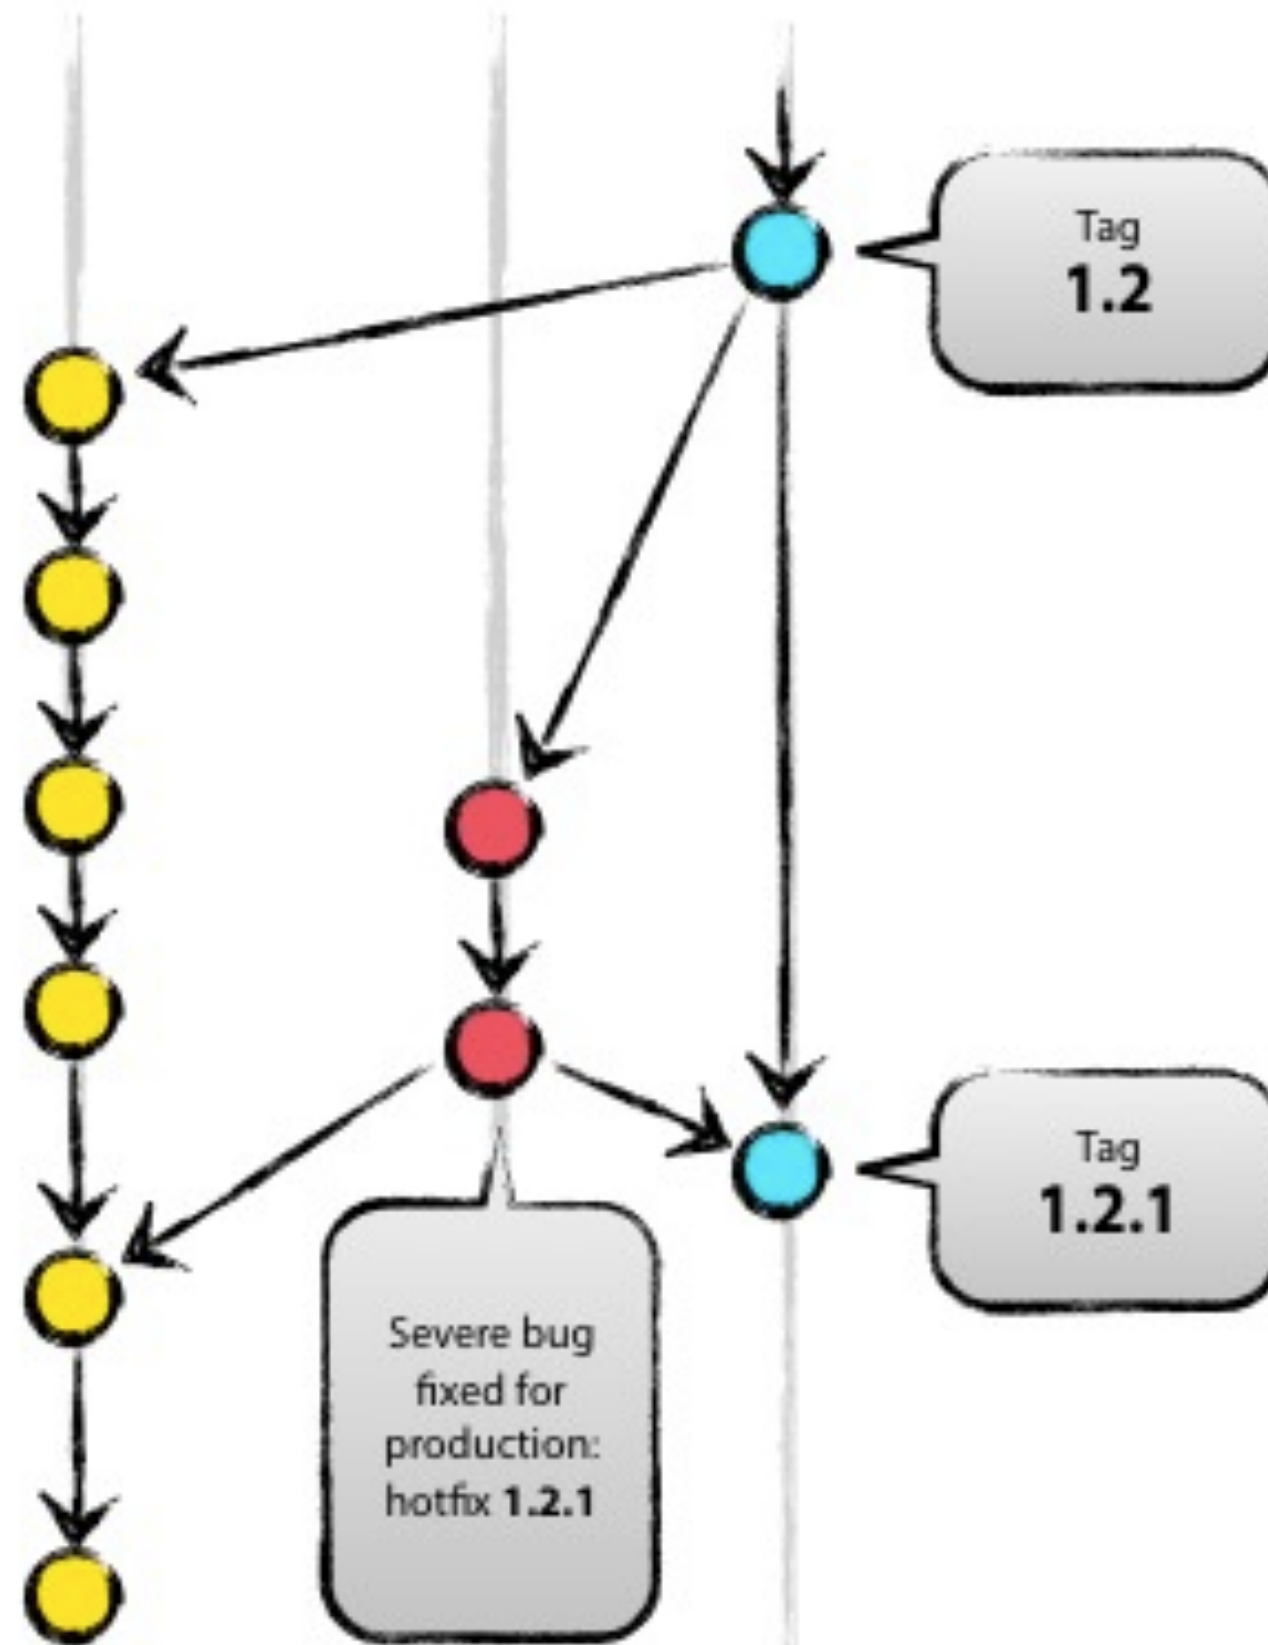 Tag
1.2
Tag
1.2.1
Severe bug
fixed for
production:
hotfix 1.2.1